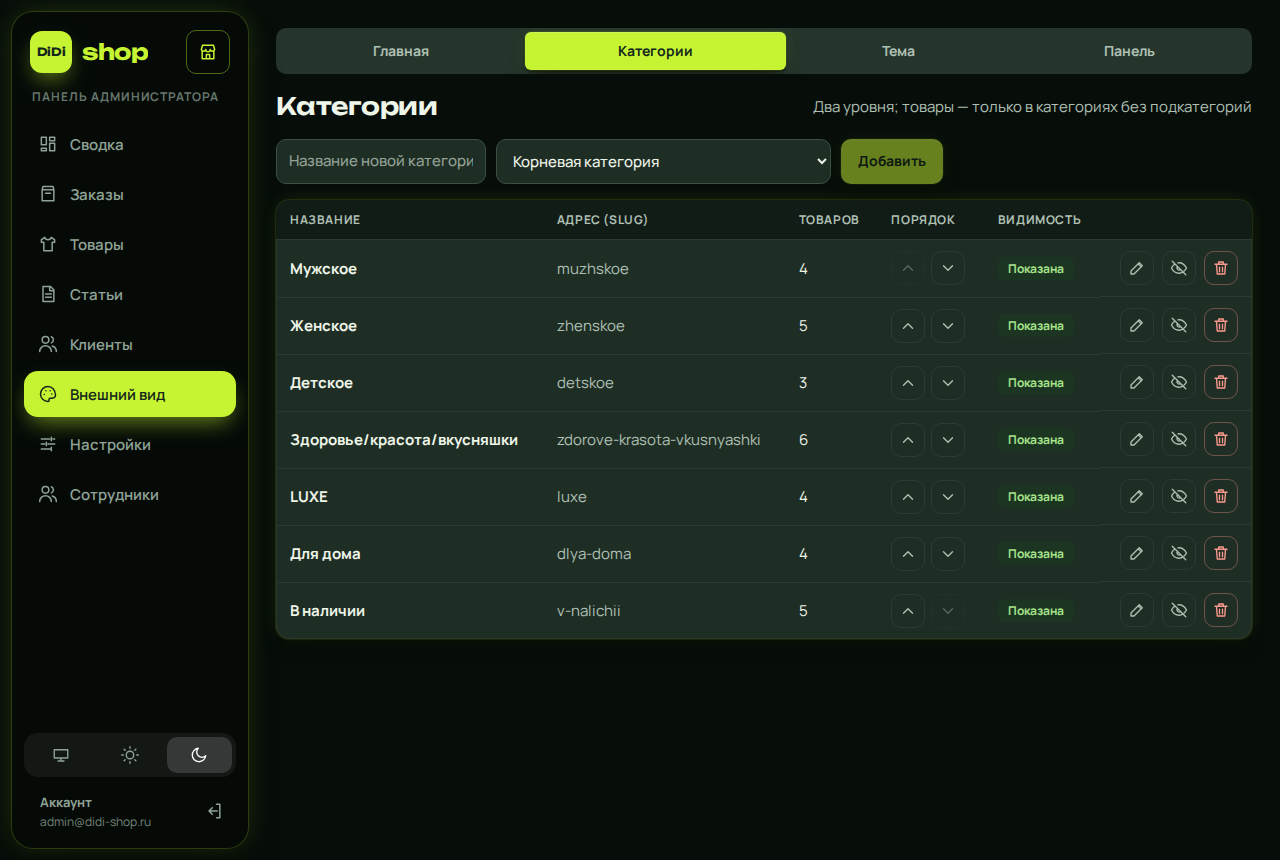 DiDi shop
ПАНЕЛЬ АДМИНИСТРАТОРА
Сводка
Заказы
Товары
Статьи
Клиенты
Внешний вид
Настройки
Сотрудники
Аккаунт
admin@didi-shop.ru
Главная Категории Тема Панель
Категории Два уровня; товары — только в категориях без подкатегорий
Название новой категори Корневая категория Добавить
НАЗВАНИЕ АДРЕС (SLUG) ТОВАРОВ ПОРЯДОК ВИДИМОСТЬ
Мужское muzhskoe 4 Показана
Женское zhenskoe 5 Показана
Детское detskoe 3 Показана
Здоровье/красота/вкусняшки zdorove-krasota-vkusnyashki 6 Показана
LUXE luxe 4 Показана
Для дома dlya-doma 4 Показана
В наличии v-nalichii 5 Показана